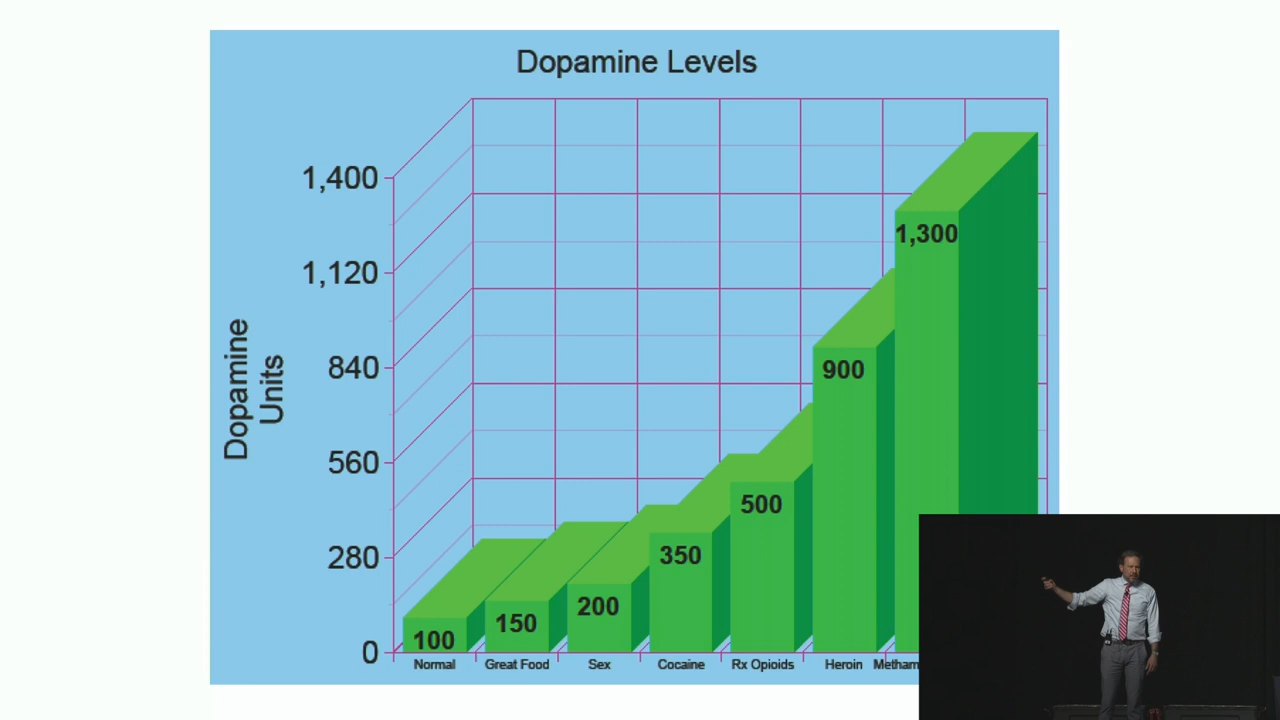 Dopamine Levels
1,400
1,120
840
560
280
0
Dopamine
Units
100
150
200
350
500
900
1,300
Normal
Great Food
Sex
Cocaine
Rx Opioids
Heroin
Metham